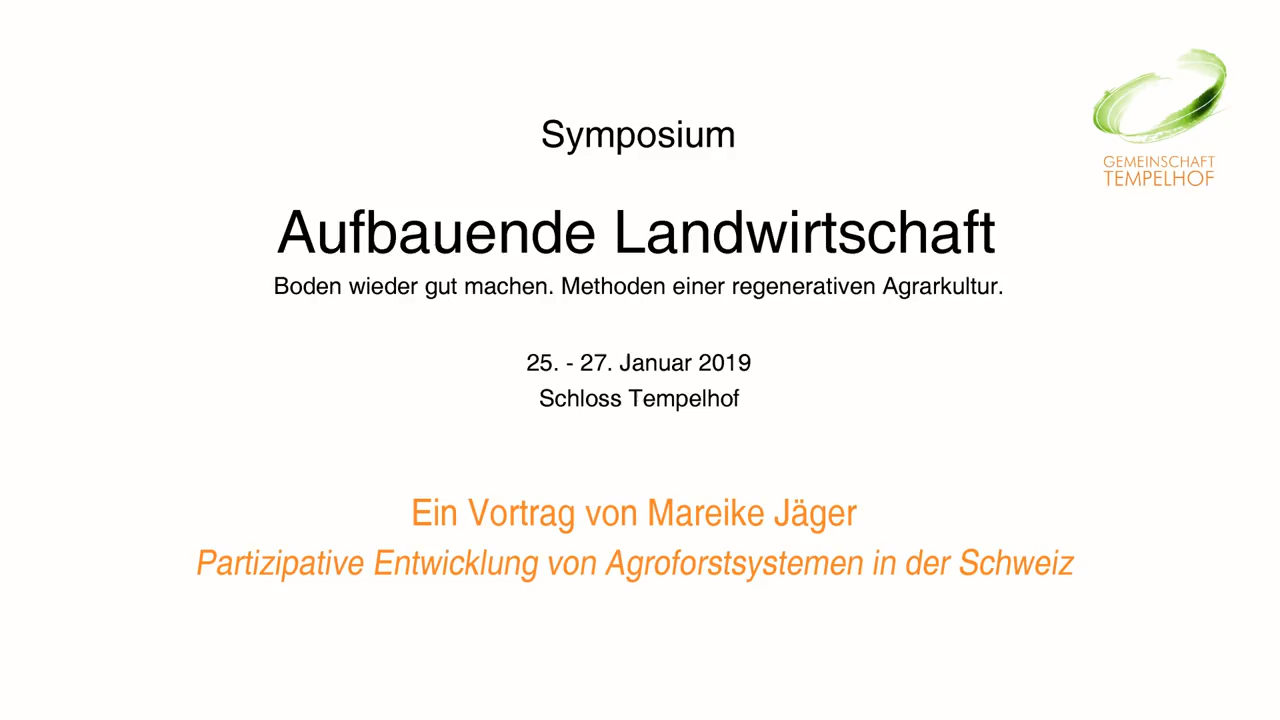 Symposium
GEMEINSCHAFT
TEMPELHOF
Aufbauende Landwirtschaft
Boden wieder gut machen. Methoden einer regenerativen Agrarkultur.
25. - 27. Januar 2019
Schloss Tempelhof
Ein Vortrag von Mareike Jäger
Partizipative Entwicklung von Agroforstsystemen in der Schweiz